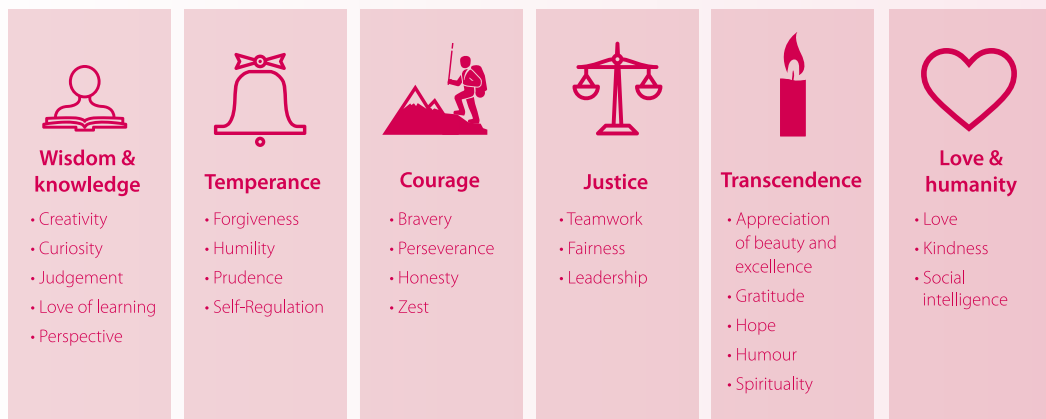 Wisdom &
knowledge
• Creativity
• Curiosity
• Judgement
• Love of learning
• Perspective
Temperance
• Forgiveness
• Humility
• Prudence
• Self-Regulation
Courage
• Bravery
• Perseverance
• Honesty
• Zest
Justice
• Teamwork
• Fairness
• Leadership
Transcendence
• Appreciation
of beauty and
excellence
• Gratitude
• Hope
• Humour
• Spirituality
Love &
humanity
• Love
• Kindness
• Social
intelligence